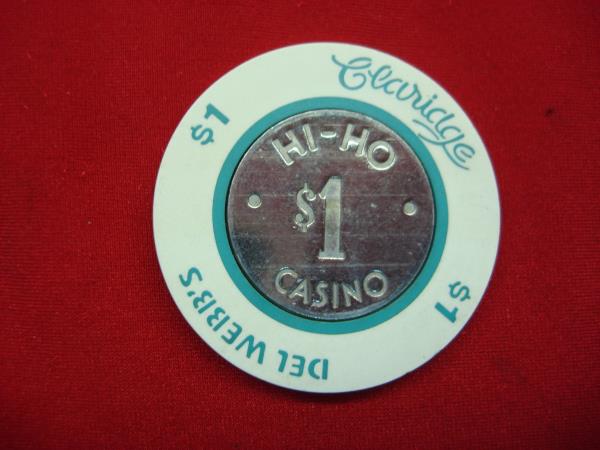 Claridge
$1
DEL WEBB'S
$1
HI-HO
$1
CASINO